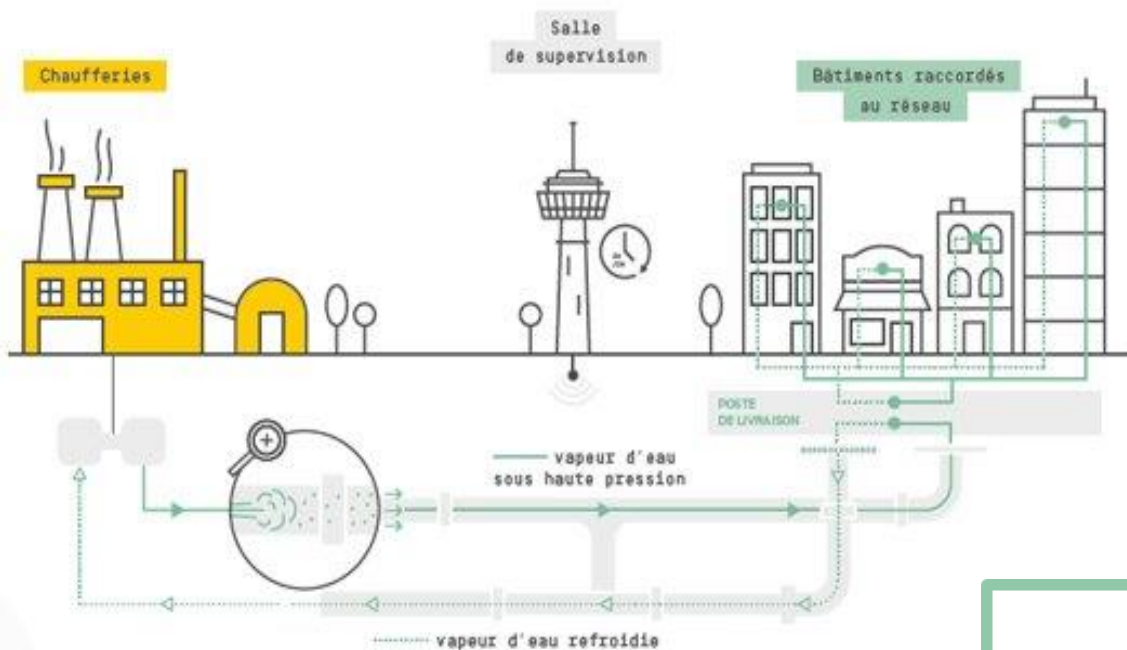 Salle
de supervision
Chaufferies
Bâtiments raccordés
au réseau
POSTE
DE LIVRAISON
vapeur d'eau
sous haute pression
vapeur d'eau refroidie